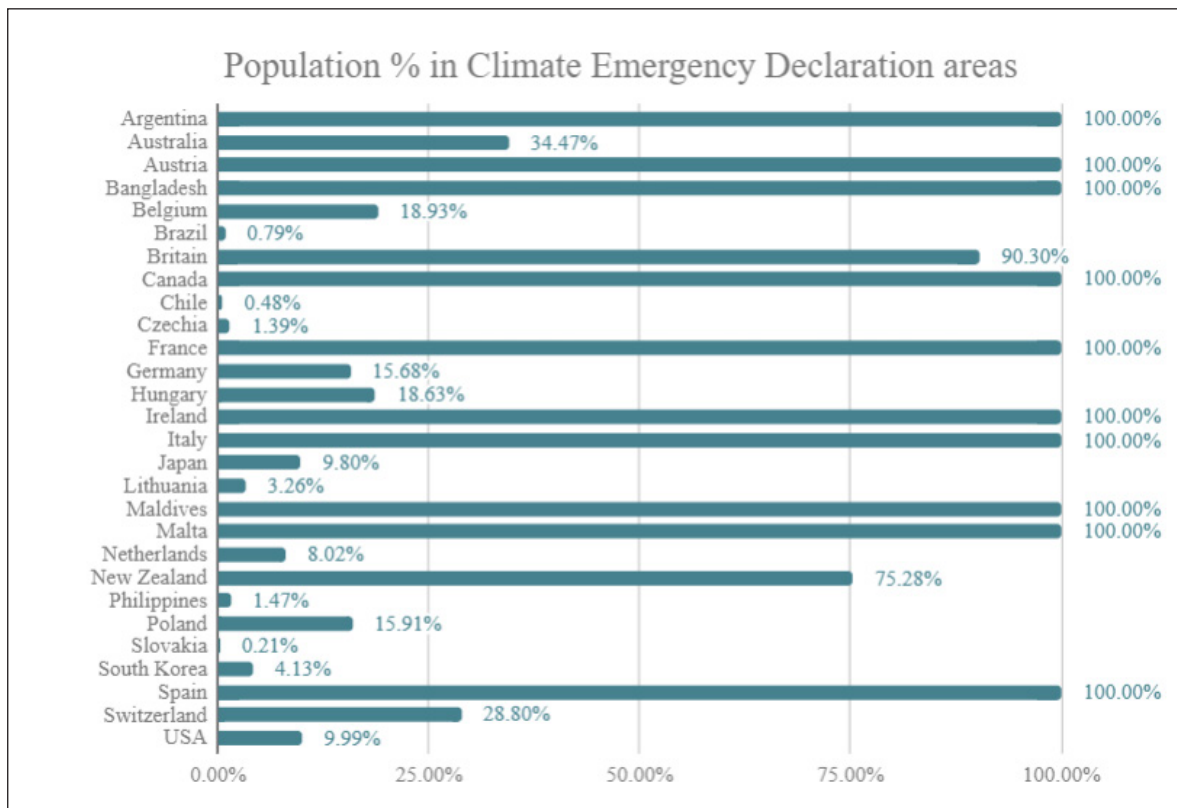 Population % in Climate Emergency Declaration areas
Argentina 100.00%
Australia 34.47%
Austria 100.00%
Bangladesh 100.00%
Belgium 18.93%
Brazil 0.79%
Britain 90.30%
Canada 100.00%
Chile 0.48%
Czechia 1.39%
France 100.00%
Germany 15.68%
Hungary 18.63%
Ireland 100.00%
Italy 100.00%
Japan 9.80%
Lithuania 3.26%
Maldives 100.00%
Malta 100.00%
Netherlands 8.02%
New Zealand 75.28%
Philippines 1.47%
Poland 15.91%
Slovakia 0.21%
South Korea 4.13%
Spain 100.00%
Switzerland 28.80%
USA 9.99%
0.00% 25.00% 50.00% 75.00% 100.00%